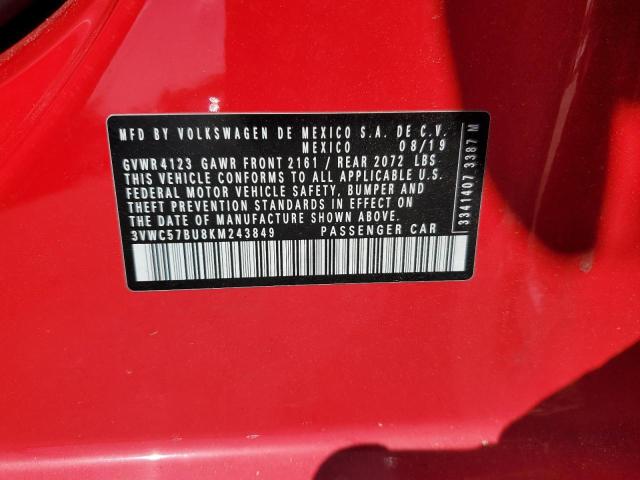 MFD BY VOLKSWAGEN DE MEXICO S.A. DE C.V.
MEXICO 08/19
GVWR 4123 GAWR FRONT 2161 / REAR 2072 LBS
THIS VEHICLE CONFORMS TO ALL APPLICABLE U.S.
FEDERAL MOTOR VEHICLE SAFETY, BUMPER AND
THEFT PREVENTION STANDARDS IN EFFECT ON
THE DATE OF MANUFACTURE SHOWN ABOVE.
3VWC57BU8KM243849 PASSENGER CAR
3341407 3387 M